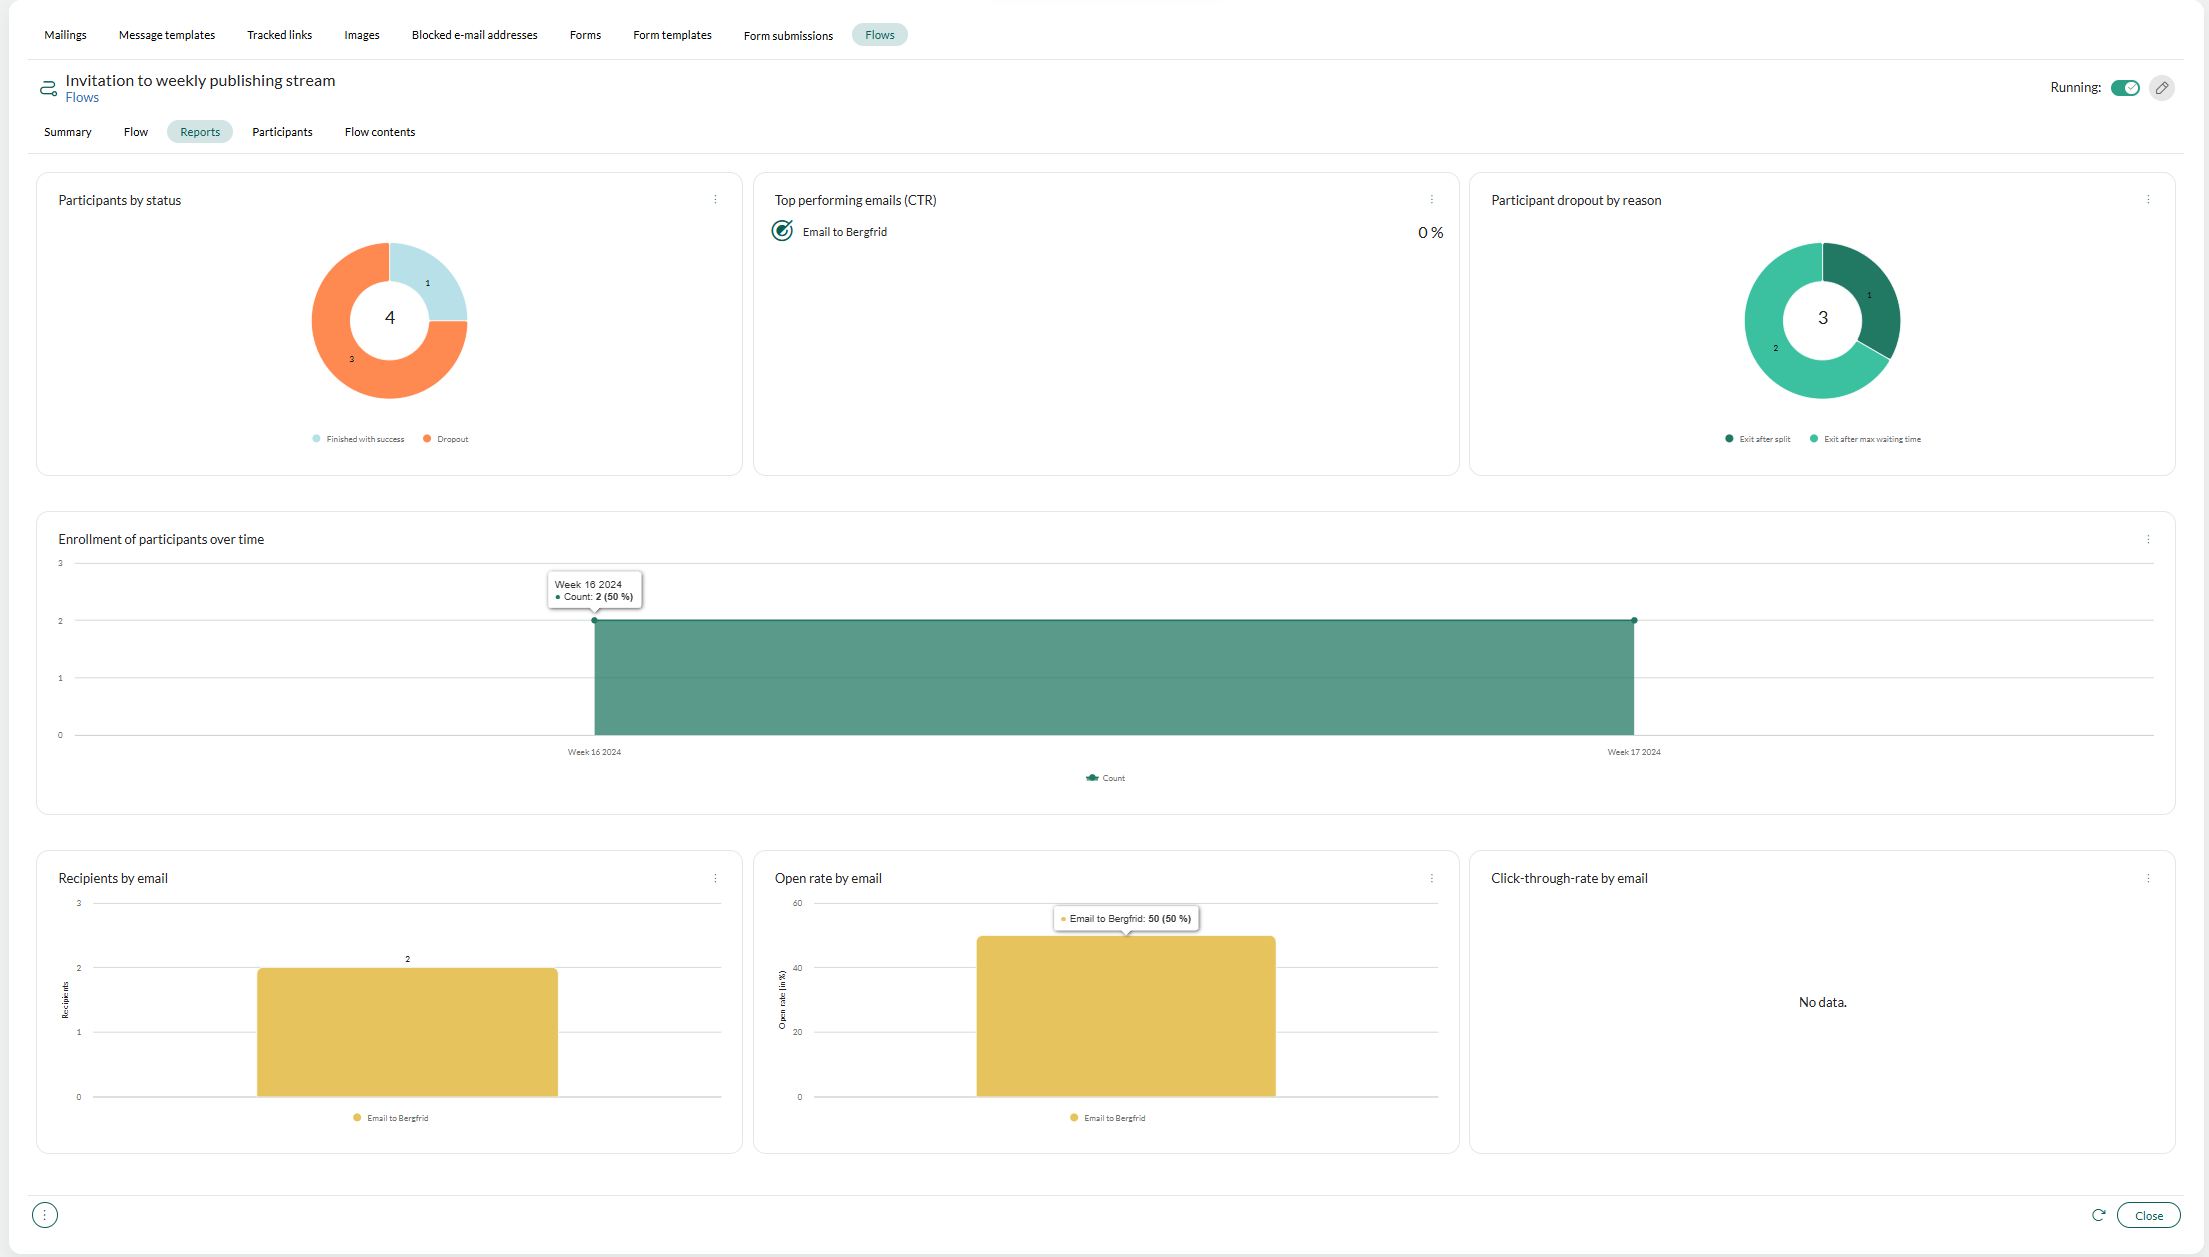 Mailings
Message templates
Tracked links
Images
Blocked e-mail addresses
Forms
Form templates
Form submissions
Flows
Invitation to weekly publishing stream
Flows
Running:
Summary
Flow
Reports
Participants
Flow contents
Participants by status
1
4
3
Finished with success
Dropout
Top performing emails (CTR)
Email to Bergfrid
0 %
Participant dropout by reason
1
3
2
Exit after split
Exit after max waiting time
Enrollment of participants over time
3
Week 16 2024
Count: 2 (50 %)
2
1
0
Week 16 2024
Week 17 2024
Count
Recipients by email
3
2
2
Recipients
1
0
Email to Bergfrid
Open rate by email
60
Email to Bergfrid: 50 (50 %)
40
Open rate (in %)
20
0
Email to Bergfrid
Click-through-rate by email
No data.
Close